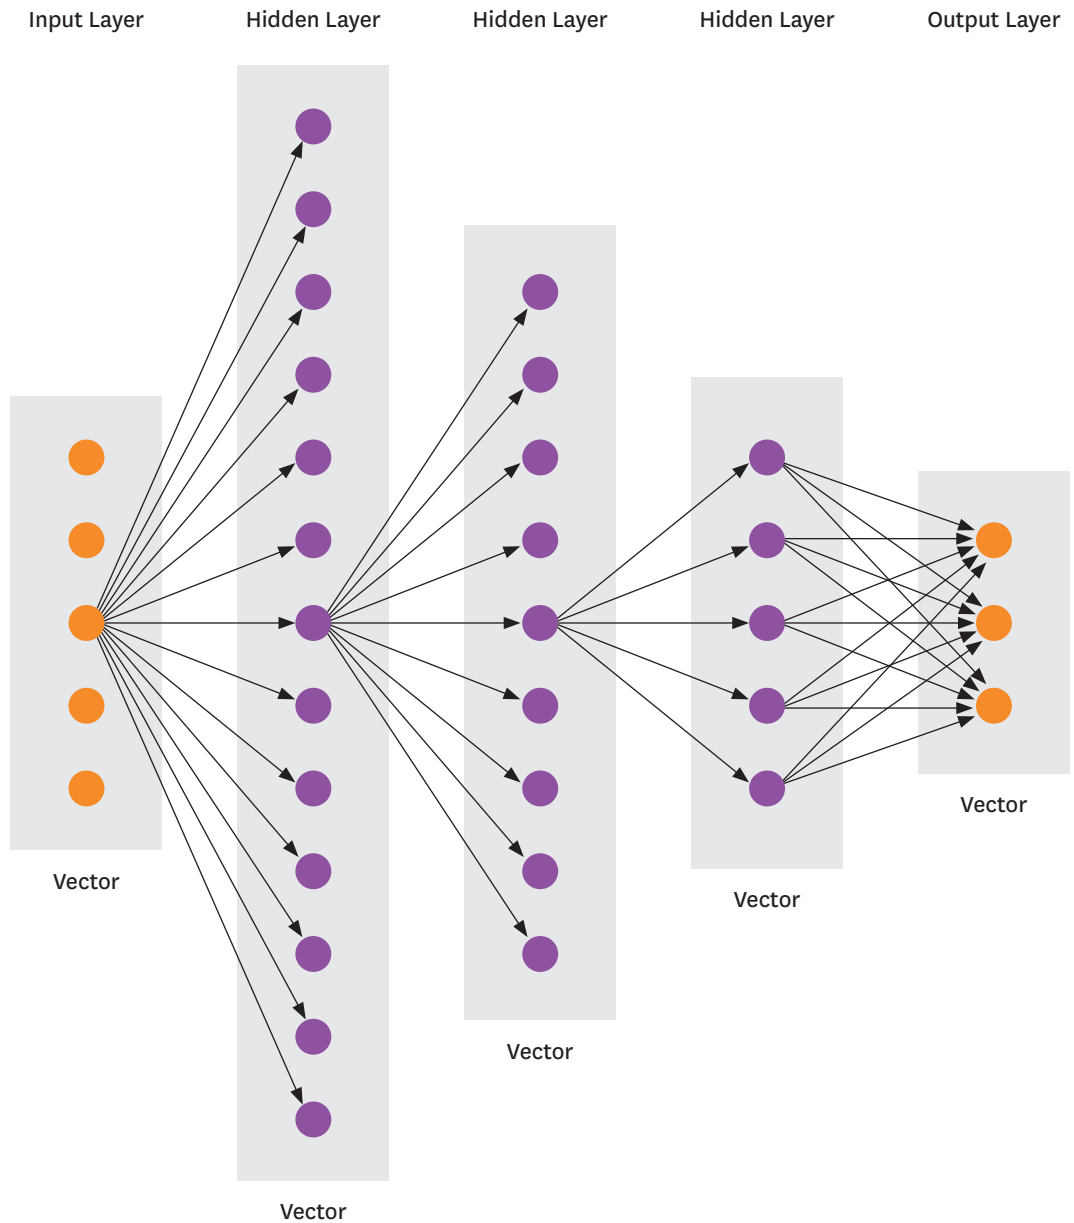 Input Layer
Hidden Layer
Hidden Layer
Hidden Layer
Output Layer
Vector
Vector
Vector
Vector
Vector